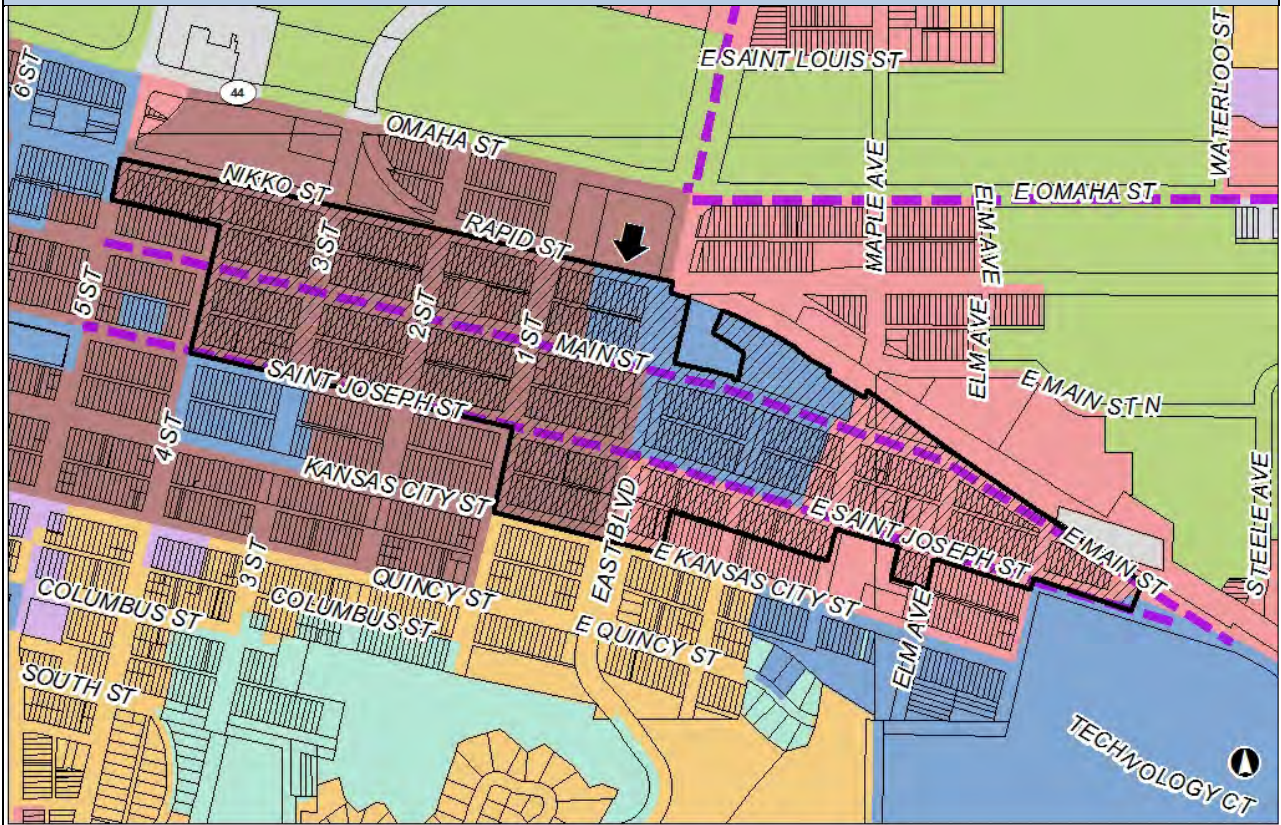 6 ST
44
E SAINT LOUIS ST
WATERLOO ST
OMAHA ST
NIKKO ST
MAPLE AVE
ELM AVE
E OMAHA ST
RAPID ST
3 ST
5 ST
2 ST
1 ST
MAIN ST
ELM AVE
E MAIN ST N
SAINT JOSEPH ST
4 ST
KANSAS CITY ST
EAST BLVD
E SAINT JOSEPH ST
E MAIN ST
STEELE AVE
3 ST
QUINCY ST
E KANSAS CITY ST
COLUMBUS ST
COLUMBUS ST
E QUINCY ST
ELM AVE
SOUTH ST
TECHNOLOGY CT